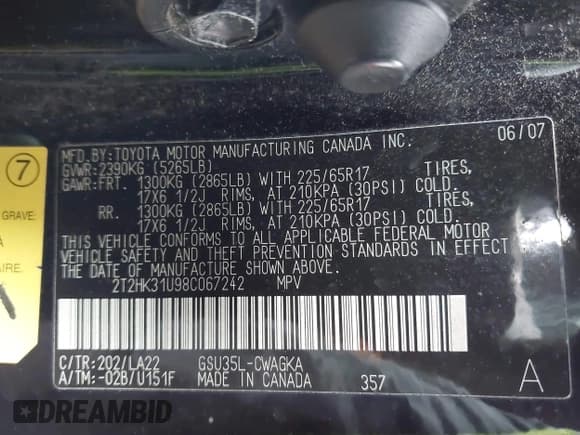 06/07
MFD.BY:TOYOTA MOTOR MANUFACTURING CANADA INC.
GVWR:2390KG (5265LB)
GAWR:FRT. 1300KG (2865LB) WITH 225/65R17 TIRES,
17X6 1/2J RIMS, AT 210KPA (30PSI) COLD.
RR. 1300KG (2865LB) WITH 225/65R17 TIRES,
17X6 1/2J RIMS, AT 210KPA (30PSI) COLD.
THIS VEHICLE CONFORMS TO ALL APPLICABLE FEDERAL MOTOR
VEHICLE SAFETY AND THEFT PREVENTION STANDARDS IN EFFECT ON
THE DATE OF MANUFACTURE SHOWN ABOVE.
2T2HK31U98C067242 MPV
C/TR:202/LA22 GSU35L-CWAGKA
A/TM:-02B/U151F MADE IN CANADA 357 A
7
GRAVE:
A
AIRE.
DREAMBID